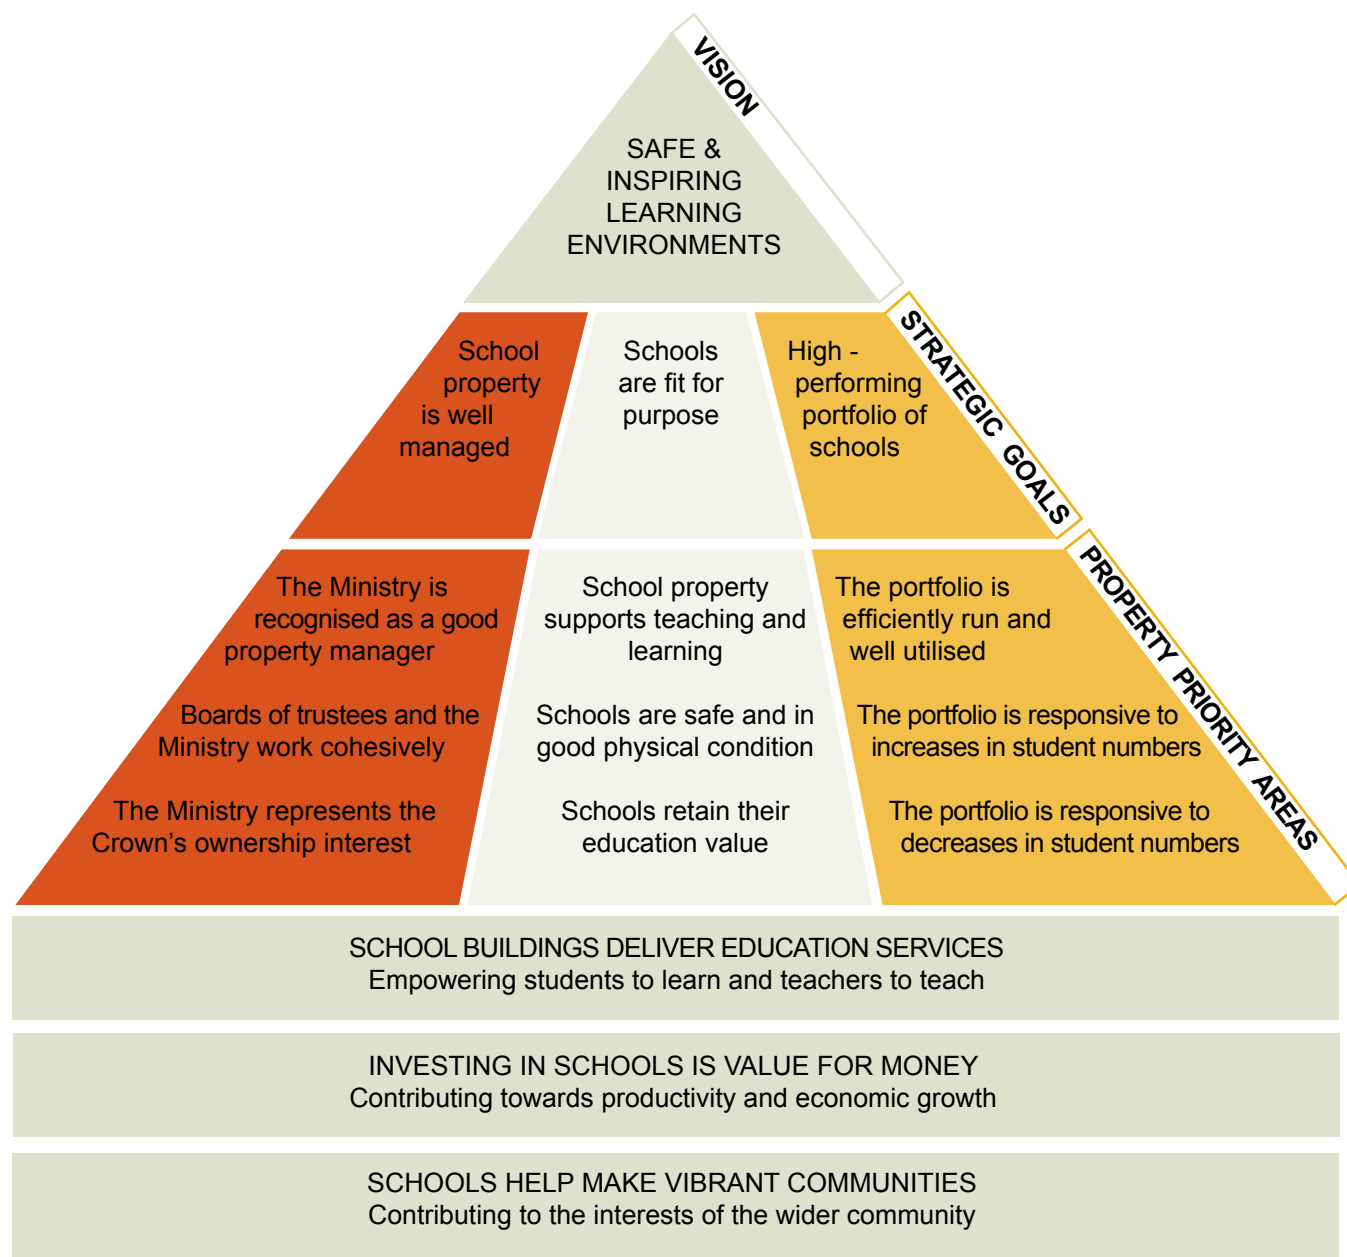 VISION
SAFE &
INSPIRING
LEARNING
ENVIRONMENTS
STRATEGIC GOALS
School
property
is well
managed
Schools
are fit for
purpose
High -
performing
portfolio of
schools
PROPERTY PRIORITY AREAS
The Ministry is
recognised as a good
property manager
Boards of trustees and the
Ministry work cohesively
The Ministry represents the
Crown’s ownership interest
School property
supports teaching and
learning
Schools are safe and in
good physical condition
Schools retain their
education value
The portfolio is
efficiently run and
well utilised
The portfolio is responsive to
increases in student numbers
The portfolio is responsive to
decreases in student numbers
SCHOOL BUILDINGS DELIVER EDUCATION SERVICES
Empowering students to learn and teachers to teach
INVESTING IN SCHOOLS IS VALUE FOR MONEY
Contributing towards productivity and economic growth
SCHOOLS HELP MAKE VIBRANT COMMUNITIES
Contributing to the interests of the wider community